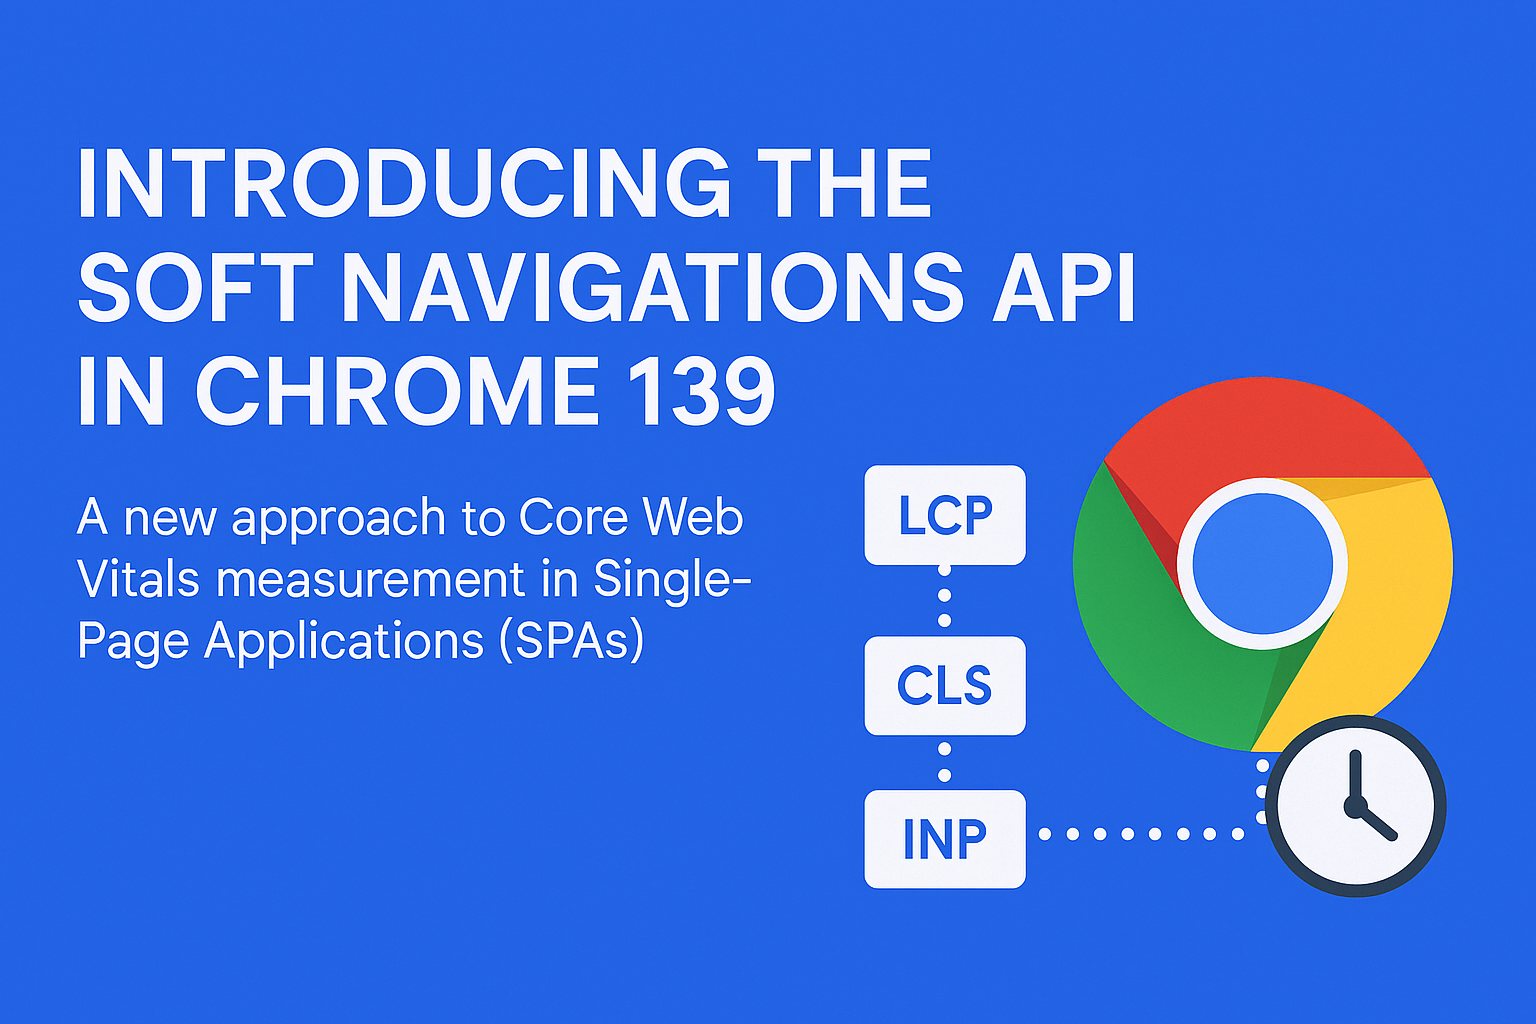 INTRODUCING THE
SOFT NAVIGATIONS API
IN CHROME 139
A new approach to Core Web
Vitals measurement in Single-
Page Applications (SPAs)
LCP
CLS
INP